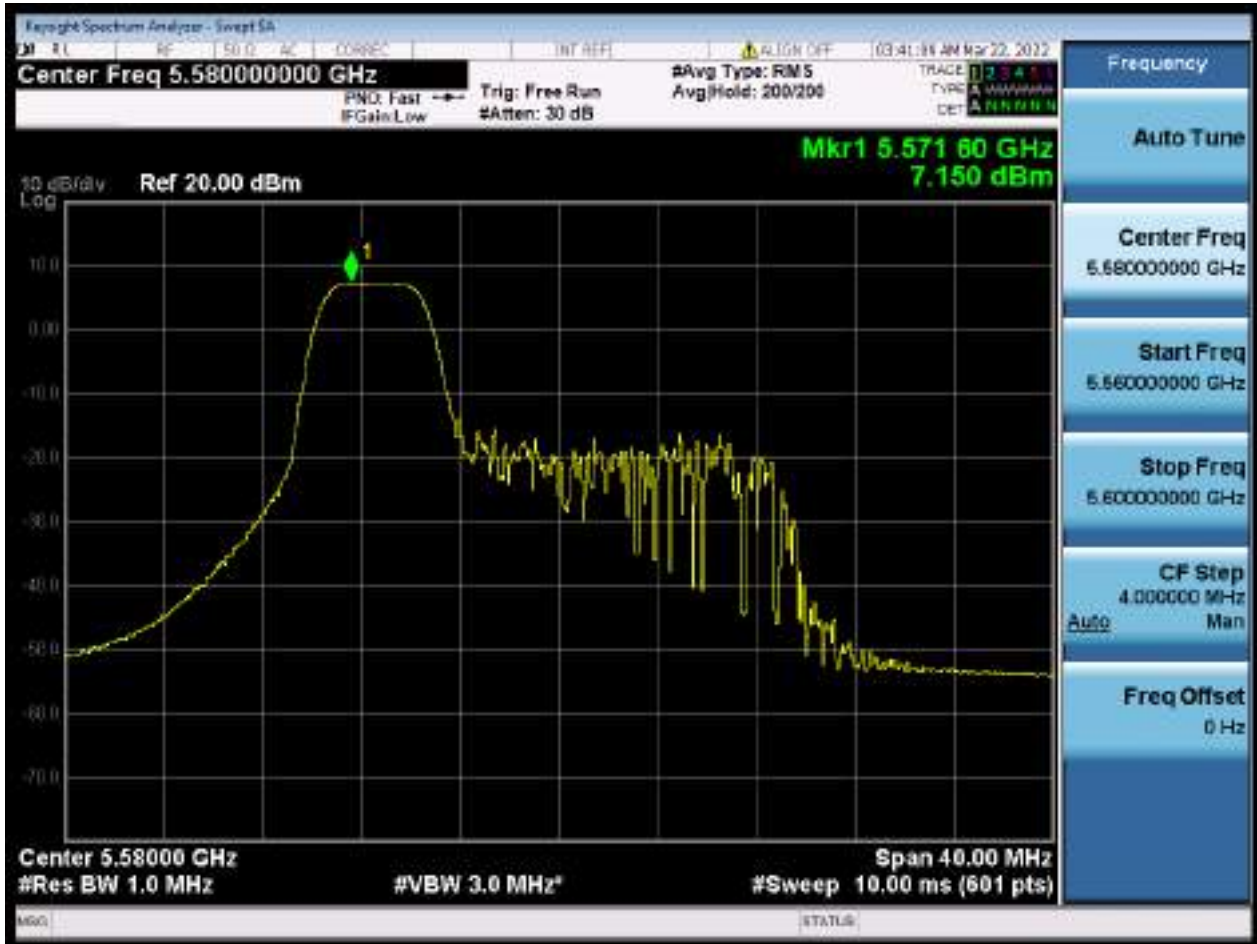 Keysight Spectrum Analyzer - Swept SA
RL RF 50 Ω AC CORREC INT REF ALIGN OFF 03:41: AM Mar 22, 2022
Center Freq 5.580000000 GHz
PNO: Fast
IFGain:Low
Trig: Free Run
#Atten: 30 dB
#Avg Type: RMS
Avg|Hold: 200/200
TRACE 1 2 3 4 5 6
TYPE A
DET A N N N N N
Mkr1 5.571 60 GHz
7.150 dBm
10 dB/div Ref 20.00 dBm
Log
10.0
0.00
-10.0
-20.0
-30.0
-40.0
-50.0
-60.0
-70.0
1
Center 5.58000 GHz
Span 40.00 MHz
#Res BW 1.0 MHz
#VBW 3.0 MHz*
#Sweep 10.00 ms (601 pts)
MSG
STATUS
Frequency
Auto Tune
Center Freq
5.580000000 GHz
Start Freq
5.560000000 GHz
Stop Freq
5.600000000 GHz
CF Step
4.000000 MHz
Auto Man
Freq Offset
0 Hz